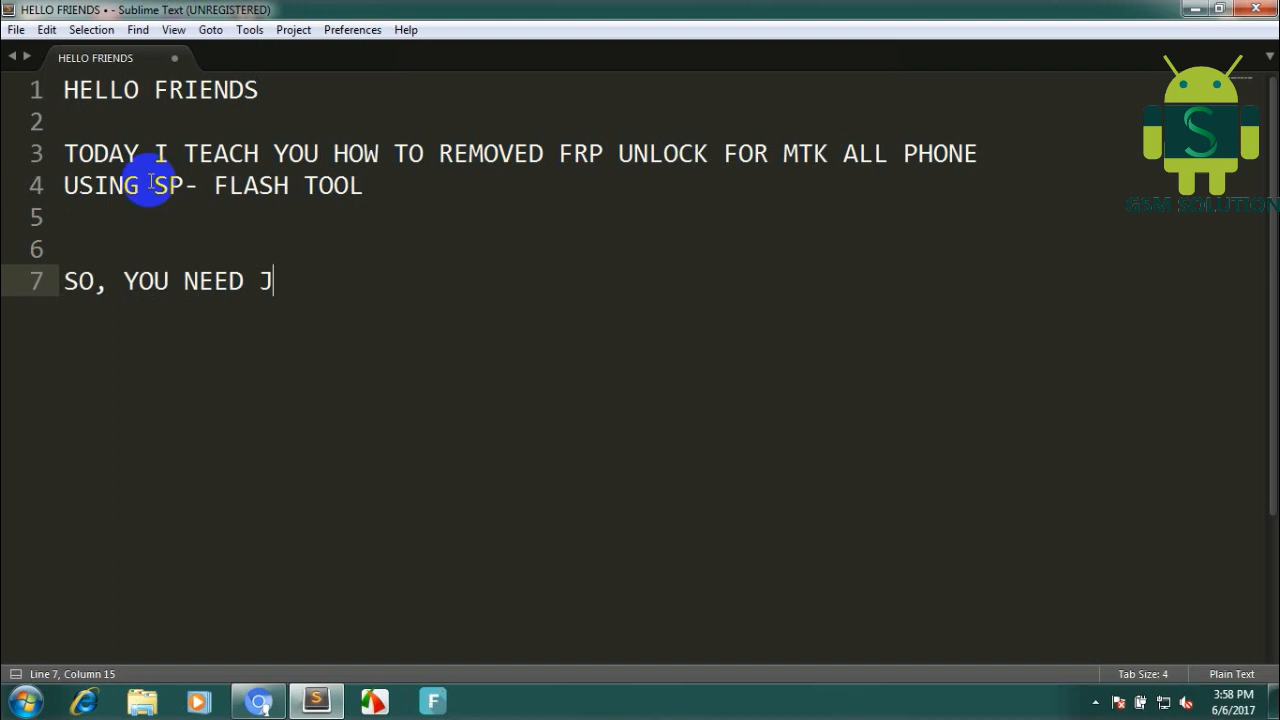 HELLO FRIENDS • - Sublime Text (UNREGISTERED)
File Edit Selection Find View Goto Tools Project Preferences Help
HELLO FRIENDS
1 HELLO FRIENDS
2
3 TODAY I TEACH YOU HOW TO REMOVED FRP UNLOCK FOR MTK ALL PHONE
4 USING SP- FLASH TOOL
5
6
7 SO, YOU NEED J
S
GSM SOLUTION
Line 7, Column 15
Tab Size: 4
Plain Text
S
F
3:58 PM
6/6/2017